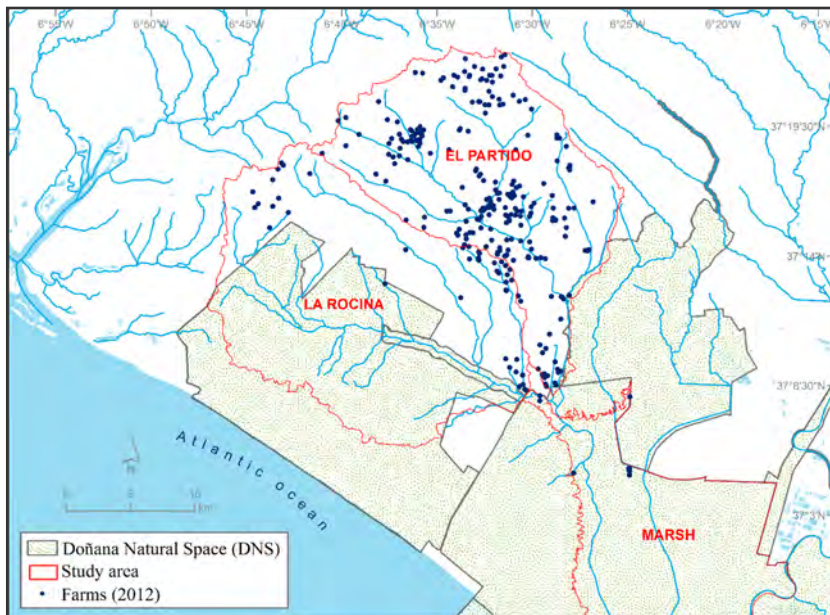 6°55'W
6°50'W
6°45'W
6°40'W
6°35'W
6°30'W
6°25'W
6°20'W
6°15'W
37°19'30"N
EL PARTIDO
37°14'N
LA ROCINA
37°8'30"N
Atlantic ocean
N
0 5 10
km
37°3'N
MARSH
Doñana Natural Space (DNS)
Study area
Farms (2012)